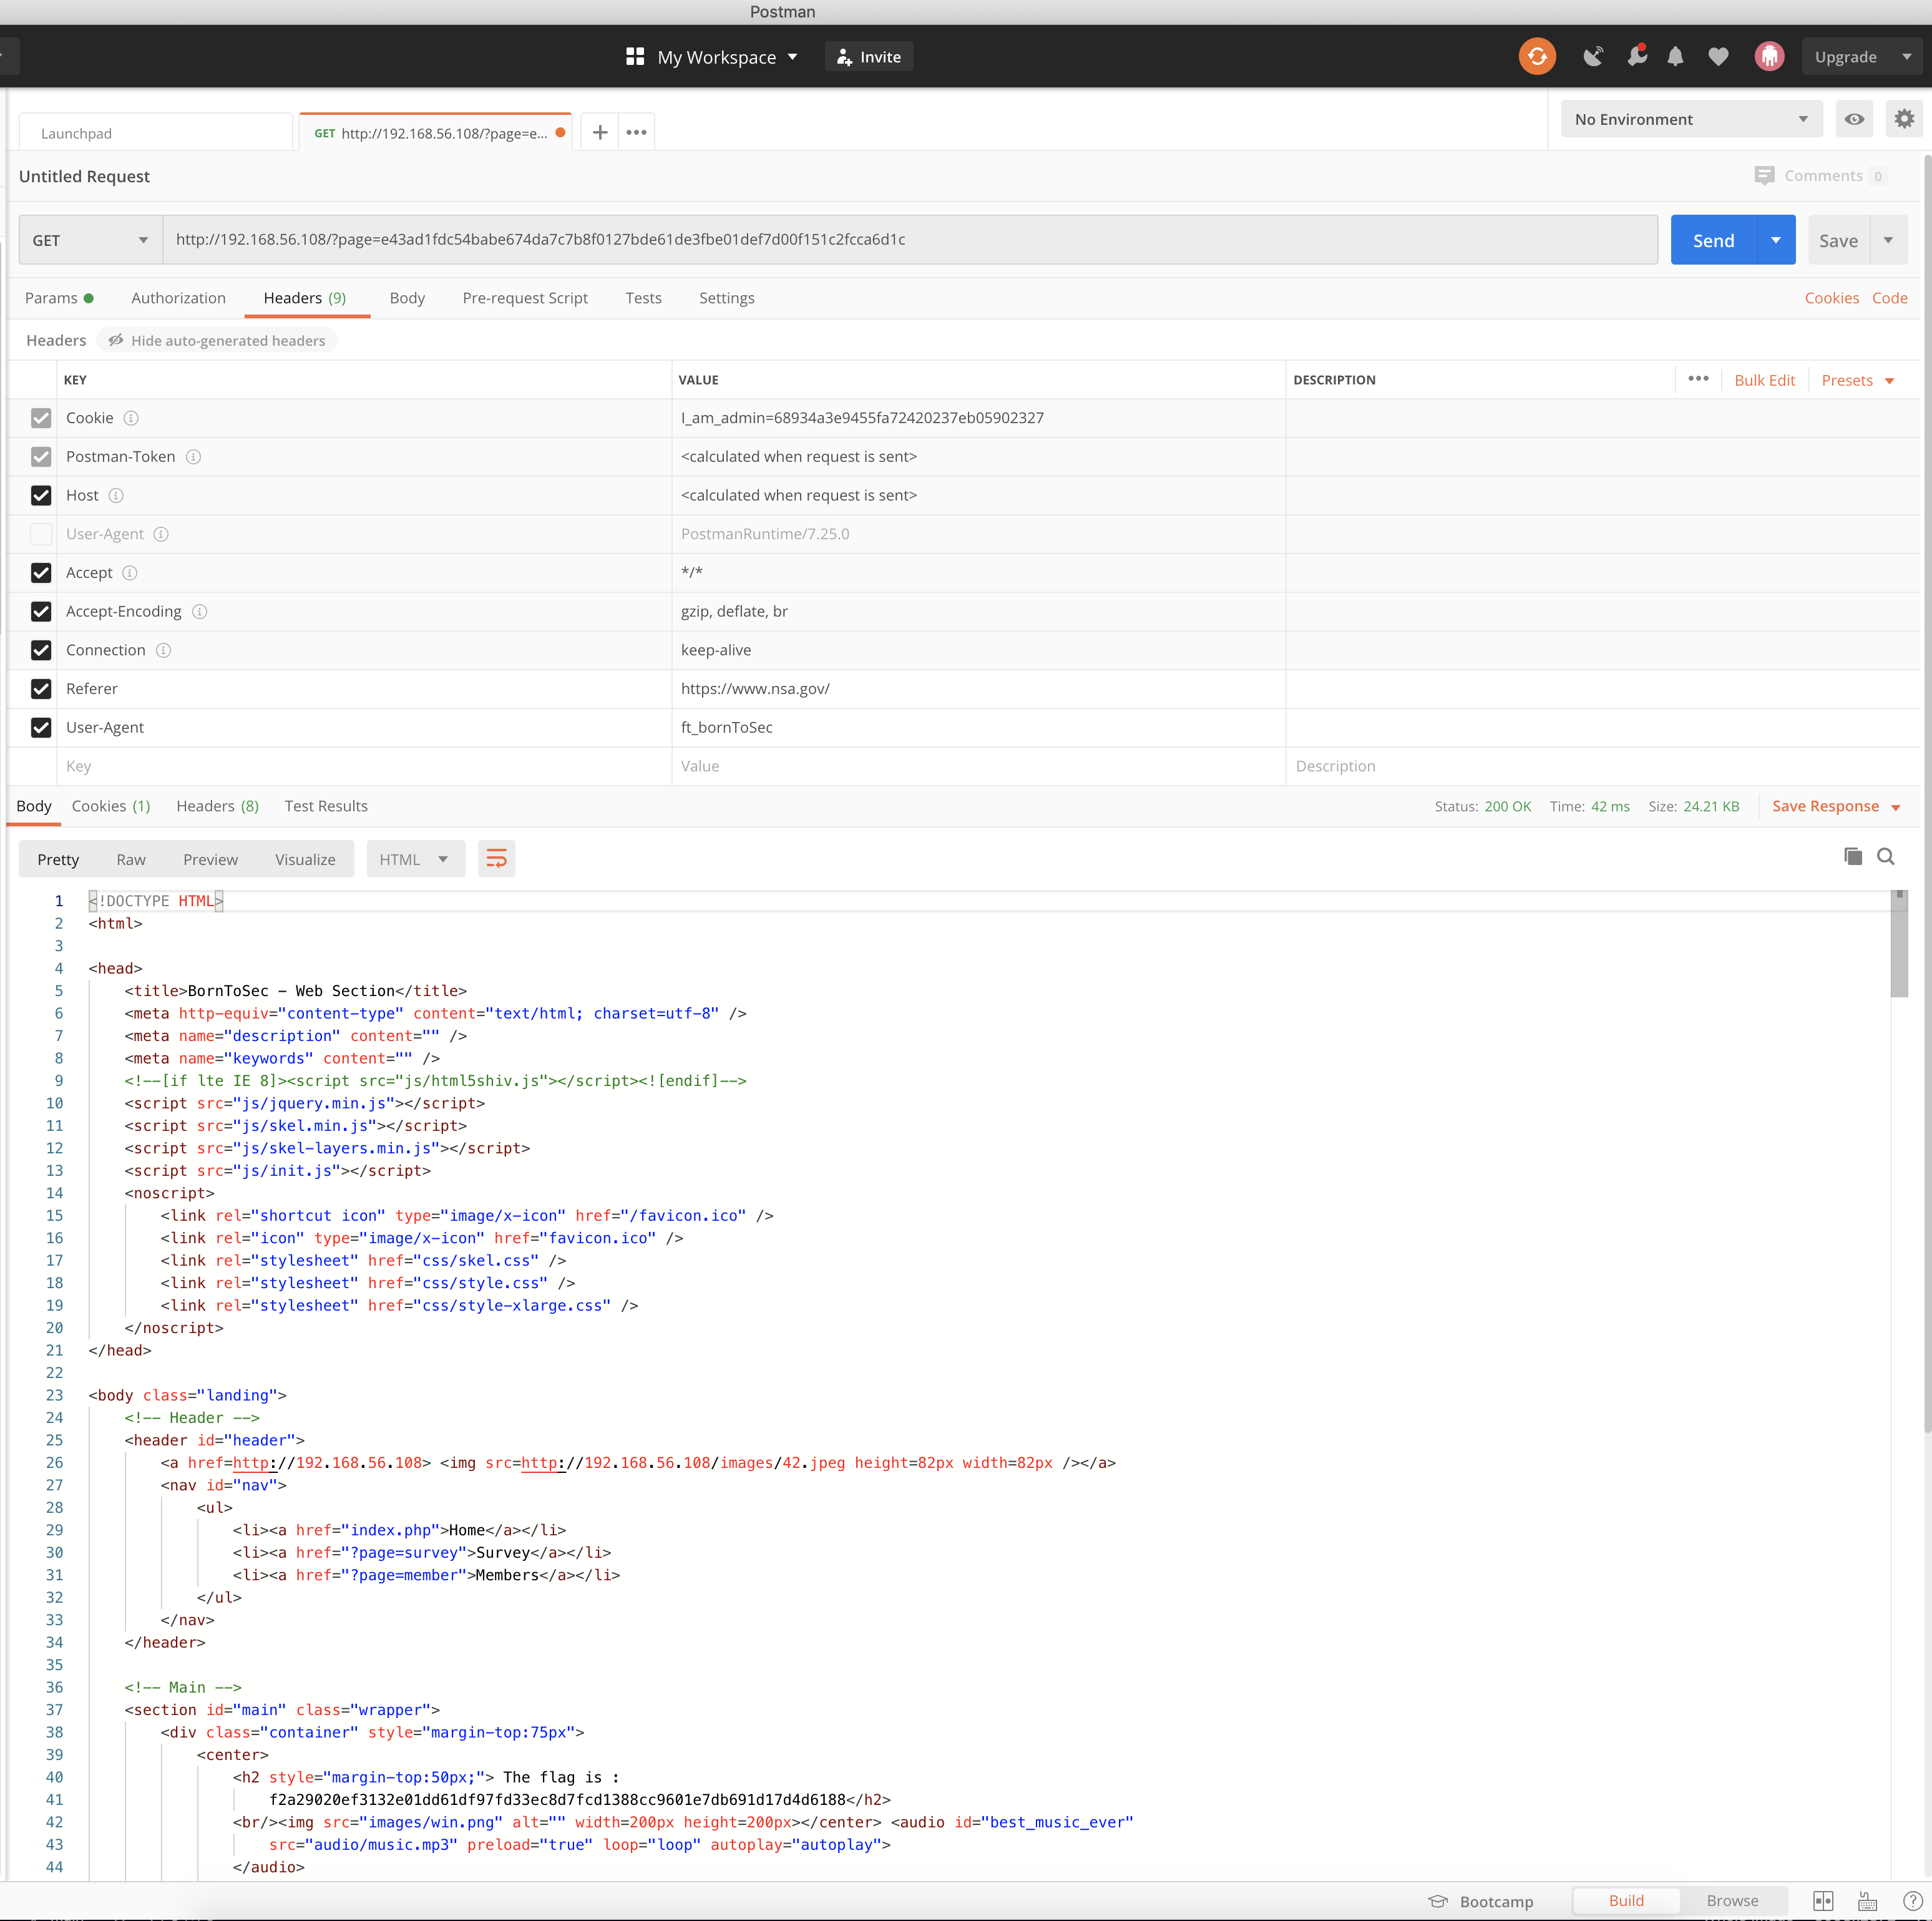 Postman
My Workspace Invite Upgrade
Launchpad GET http://192.168.56.108/?page=e... No Environment
Untitled Request Comments 0
GET http://192.168.56.108/?page=e43ad1fdc54babe674da7c7b8f0127bde61de3fbe01def7d00f151c2fcca6d1c Send Save
Params Authorization Headers (9) Body Pre-request Script Tests Settings Cookies Code
Headers Hide auto-generated headers
KEY VALUE DESCRIPTION Bulk Edit Presets
Cookie I_am_admin=68934a3e9455fa72420237eb05902327
Postman-Token <calculated when request is sent>
Host <calculated when request is sent>
User-Agent PostmanRuntime/7.25.0
Accept */*
Accept-Encoding gzip, deflate, br
Connection keep-alive
Referer https://www.nsa.gov/
User-Agent ft_bornToSec
Key Value Description
Body Cookies (1) Headers (8) Test Results Status: 200 OK Time: 42 ms Size: 24.21 KB Save Response
Pretty Raw Preview Visualize HTML
1 <!DOCTYPE HTML>
2 <html>
3
4 <head>
5 <title>BornToSec - Web Section</title>
6 <meta http-equiv="content-type" content="text/html; charset=utf-8" />
7 <meta name="description" content="" />
8 <meta name="keywords" content="" />
9 <!--[if lte IE 8]><script src="js/html5shiv.js"></script><![endif]-->
10 <script src="js/jquery.min.js"></script>
11 <script src="js/skel.min.js"></script>
12 <script src="js/skel-layers.min.js"></script>
13 <script src="js/init.js"></script>
14 <noscript>
15 <link rel="shortcut icon" type="image/x-icon" href="/favicon.ico" />
16 <link rel="icon" type="image/x-icon" href="favicon.ico" />
17 <link rel="stylesheet" href="css/skel.css" />
18 <link rel="stylesheet" href="css/style.css" />
19 <link rel="stylesheet" href="css/style-xlarge.css" />
20 </noscript>
21 </head>
22
23 <body class="landing">
24 <!-- Header -->
25 <header id="header">
26 <a href=http://192.168.56.108> <img src=http://192.168.56.108/images/42.jpeg height=82px width=82px /></a>
27 <nav id="nav">
28 <ul>
29 <li><a href="index.php">Home</a></li>
30 <li><a href="?page=survey">Survey</a></li>
31 <li><a href="?page=member">Members</a></li>
32 </ul>
33 </nav>
34 </header>
35
36 <!-- Main -->
37 <section id="main" class="wrapper">
38 <div class="container" style="margin-top:75px">
39 <center>
40 <h2 style="margin-top:50px;"> The flag is :
41 f2a29020ef3132e01dd61df97fd33ec8d7fcd1388cc9601e7db691d17d4d6188</h2>
42 <br/><img src="images/win.png" alt="" width=200px height=200px></center> <audio id="best_music_ever"
43 src="audio/music.mp3" preload="true" loop="loop" autoplay="autoplay">
44 </audio>
Bootcamp Build Browse